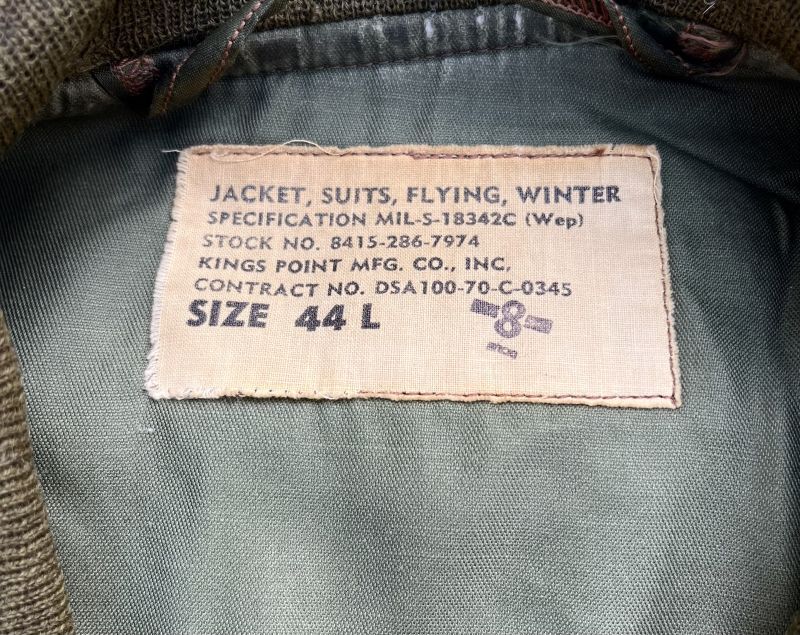 JACKET, SUITS, FLYING, WINTER
SPECIFICATION MIL-S-18342C (Wep)
STOCK NO. 8415-286-7974
KINGS POINT MFG. CO., INC.
CONTRACT NO. DSA100-70-C-0345
SIZE 44 L
-8-